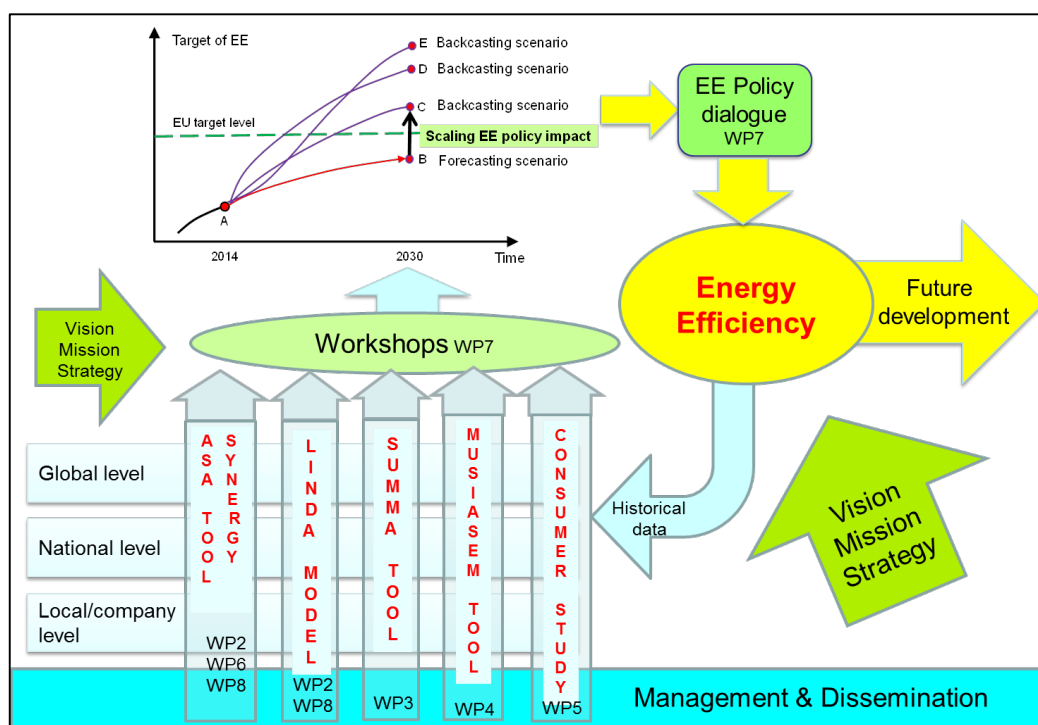 Target of EE
E Backcasting scenario
D Backcasting scenario
C Backcasting scenario
EU target level
Scaling EE policy impact
B Forecasting scenario
A
2014
2030
Time
EE Policy
dialogue
WP7
Energy
Efficiency
Future
development
Vision
Mission
Strategy
Workshops WP7
Global level
National level
Local/company
level
ASA TOOL
SYNERGY
LINDA MODEL
SUMMA TOOL
MUSIASEM TOOL
CONSUMER STUDY
Historical
data
Vision
Mission
Strategy
WP2
WP6
WP8
WP2
WP8
WP3
WP4
WP5
Management & Dissemination